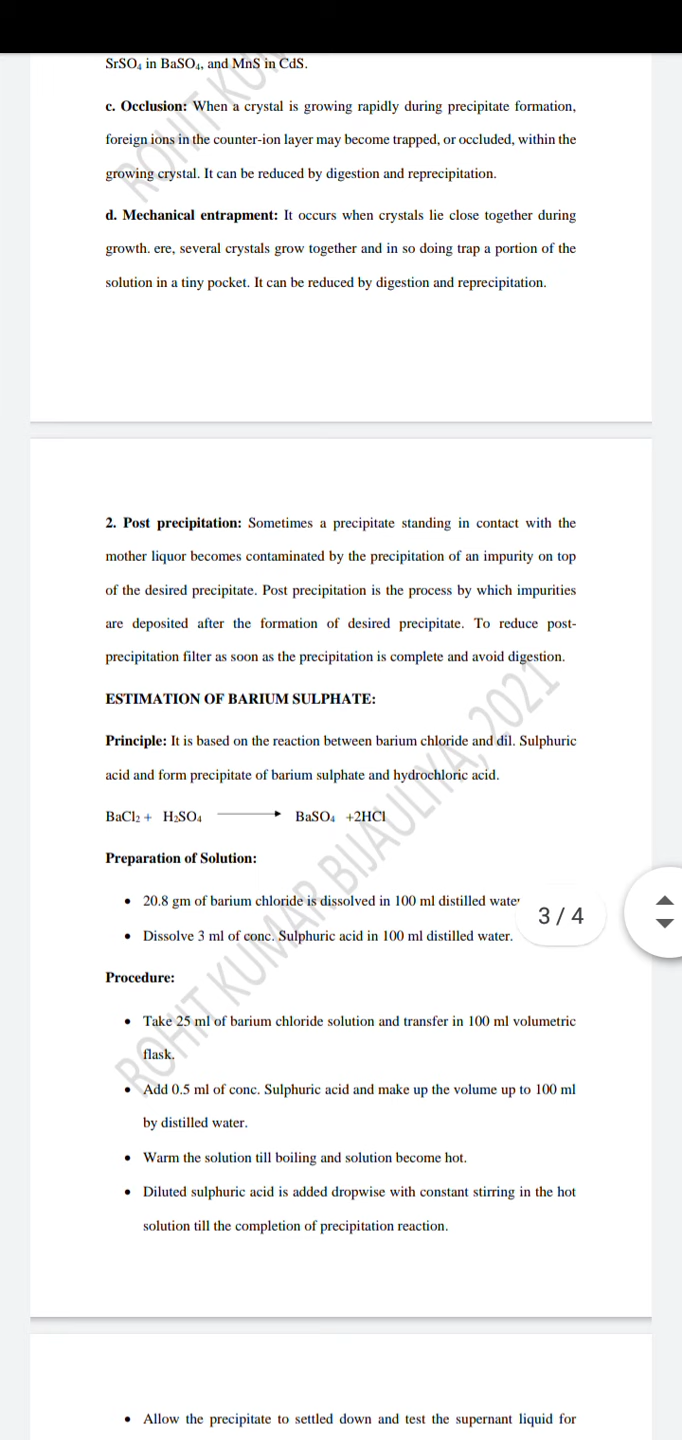 SrSO₄ in BaSO₄, and MnS in CdS.
c. Occlusion: When a crystal is growing rapidly during precipitate formation,
foreign ions in the counter-ion layer may become trapped, or occluded, within the
growing crystal. It can be reduced by digestion and reprecipitation.
d. Mechanical entrapment: It occurs when crystals lie close together during
growth. ere, several crystals grow together and in so doing trap a portion of the
solution in a tiny pocket. It can be reduced by digestion and reprecipitation.
2. Post precipitation: Sometimes a precipitate standing in contact with the
mother liquor becomes contaminated by the precipitation of an impurity on top
of the desired precipitate. Post precipitation is the process by which impurities
are deposited after the formation of desired precipitate. To reduce post-
precipitation filter as soon as the precipitation is complete and avoid digestion.
ESTIMATION OF BARIUM SULPHATE:
Principle: It is based on the reaction between barium chloride and dil. Sulphuric
acid and form precipitate of barium sulphate and hydrochloric acid.
BaCl₂ + H₂SO₄ ⟶ BaSO₄ +2HCl
Preparation of Solution:
• 20.8 gm of barium chloride is dissolved in 100 ml distilled
3 / 4
• Dissolve 3 ml of conc. Sulphuric acid in 100 ml distilled water.
Procedure:
• Take 25 ml of barium chloride solution and transfer in 100 ml volumetric
flask.
• Add 0.5 ml of conc. Sulphuric acid and make up the volume up to 100 ml
by distilled water.
• Warm the solution till boiling and solution become hot.
• Diluted sulphuric acid is added dropwise with constant stirring in the hot
solution till the completion of precipitation reaction.
• Allow the precipitate to settled down and test the supernant liquid for
ROHIT
ROHIT KUMAR BIJAULIYA, 2021